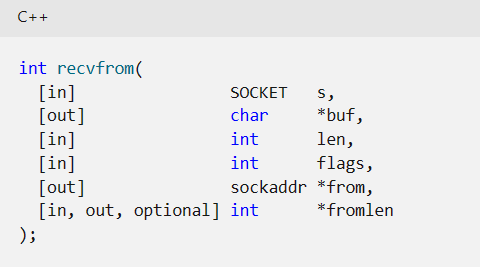 C++
int recvfrom(
  [in]                SOCKET   s,
  [out]               char     *buf,
  [in]                int      len,
  [in]                int      flags,
  [out]               sockaddr *from,
  [in, out, optional] int      *fromlen
);